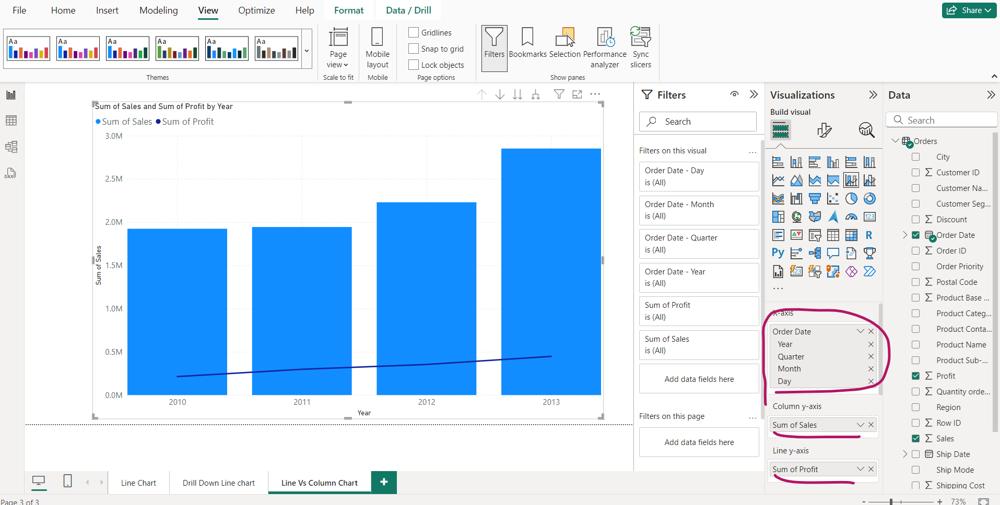 File Home Insert Modeling View Optimize Help Format Data / Drill Share
Aa Aa Aa Aa Aa Aa
Themes
Page view
Scale to fit
Mobile layout
Mobile
Gridlines
Snap to grid
Lock objects
Page options
Filters Bookmarks Selection Performance analyzer Sync slicers
Show panes
DAX
Sum of Sales and Sum of Profit by Year
Sum of Sales Sum of Profit
3.0M
2.5M
2.0M
1.5M
1.0M
0.5M
0.0M
Sum of Sales
2010 2011 2012 2013
Year
Filters
Search
Filters on this visual ...
Order Date - Day
is (All)
Order Date - Month
is (All)
Order Date - Quarter
is (All)
Order Date - Year
is (All)
Sum of Profit
is (All)
Sum of Sales
is (All)
Add data fields here
Filters on this page ...
Add data fields here
Visualizations
Build visual
123
R
Py
123
...
X-axis
Order Date
Year
Quarter
Month
Day
Column y-axis
Sum of Sales
Line y-axis
Sum of Profit
Data
Search
Orders
City
Σ Customer ID
Customer Na...
Customer Seg...
Σ Discount
Order Date
Σ Order ID
Order Priority
Σ Postal Code
Σ Product Base ...
Product Categ...
Product Conta...
Product Name
Product Sub-...
Σ Profit
Σ Quantity orde...
Region
Σ Row ID
Σ Sales
Ship Date
Ship Mode
Σ Shipping Cost
Line Chart Drill Down Line chart Line Vs Column Chart +
Page 3 of 3
- + 73%